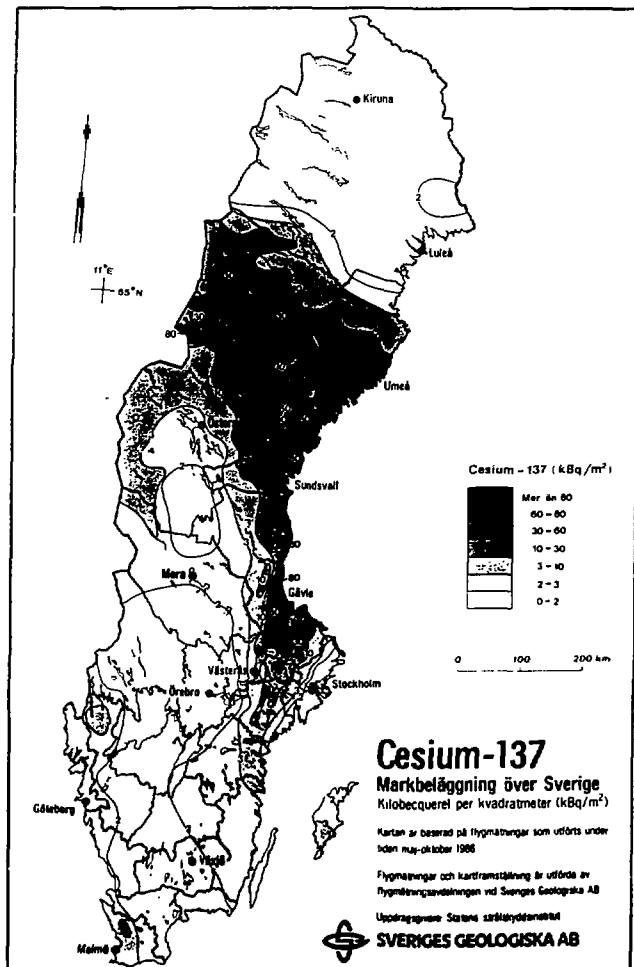 Kiruna
2
Luleå
11°E
65°N
80
Umeå
Sundsvall
Cesium-137 (kBq/m²)
Mer än 80
60-80
30-60
10-30
3-10
2-3
0-2
Mora
80
Gävle
0 100 200 km
Västerås
Örebro
Stockholm
Cesium-137
Markbeläggning över Sverige
Kilobecquerel per kvadratmeter (kBq/m²)
Göteborg
Kartan är baserad på flygmätningar som utförts under
tiden maj-oktober 1986
Växjö
Flygmätningar och kartframställning är utförda av
flygmätningsavdelningen vid Sveriges Geologiska AB
Uppdragsgivare: Statens strålskyddsinstitut
Malmö
SVERIGES GEOLOGISKA AB